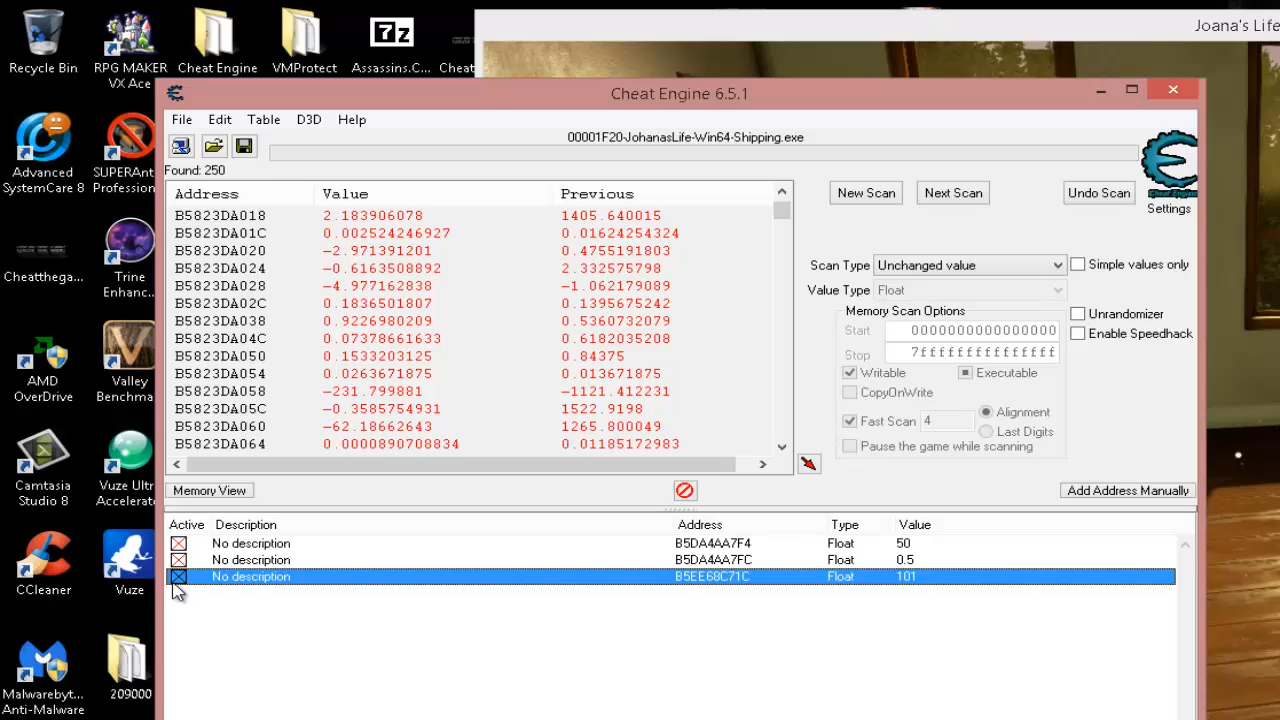 Joana's Life
Recycle Bin
RPG MAKER
VX Ace
Cheat Engine
VMProtect
7z
Assassins.C...
Cheat
Advanced
SystemCare 8
SUPERAnt
Profession
Cheatthega...
Trine
Enhanc...
AMD
OverDrive
Valley
Benchma
Camtasia
Studio 8
Vuze Ultr
Accelerat
CCleaner
Vuze
Malwarebyt...
Anti-Malware
209000
Cheat Engine 6.5.1
File Edit Table D3D Help
00001F20-JohanasLife-Win64-Shipping.exe
Found: 250
Address Value Previous
B5823DA018 2.183906078 1405.640015
B5823DA01C 0.002524246927 0.01624254324
B5823DA020 -2.971391201 0.4755191803
B5823DA024 -0.6163508892 2.332575798
B5823DA028 -4.977162838 -1.062179089
B5823DA02C 0.1836501807 0.1395675242
B5823DA038 0.9226980209 0.5360732079
B5823DA04C 0.07378661633 0.6182035208
B5823DA050 0.1533203125 0.84375
B5823DA054 0.0263671875 0.013671875
B5823DA058 -231.799881 -1121.412231
B5823DA05C -0.3585754931 1522.9198
B5823DA060 -62.18662643 1265.800049
B5823DA064 0.0000890708834 0.01185172983
New Scan Next Scan Undo Scan
Settings
Scan Type Unchanged value Simple values only
Value Type Float
Memory Scan Options
Start 0000000000000000
Stop 7fffffffffffffff
Writable Executable
CopyOnWrite
Fast Scan 4 Alignment
Last Digits
Pause the game while scanning
Unrandomizer
Enable Speedhack
Memory View Add Address Manually
Active Description Address Type Value
No description B5DA4AA7F4 Float 50
No description B5DA4AA7FC Float 0.5
No description B5EE68C71C Float 101